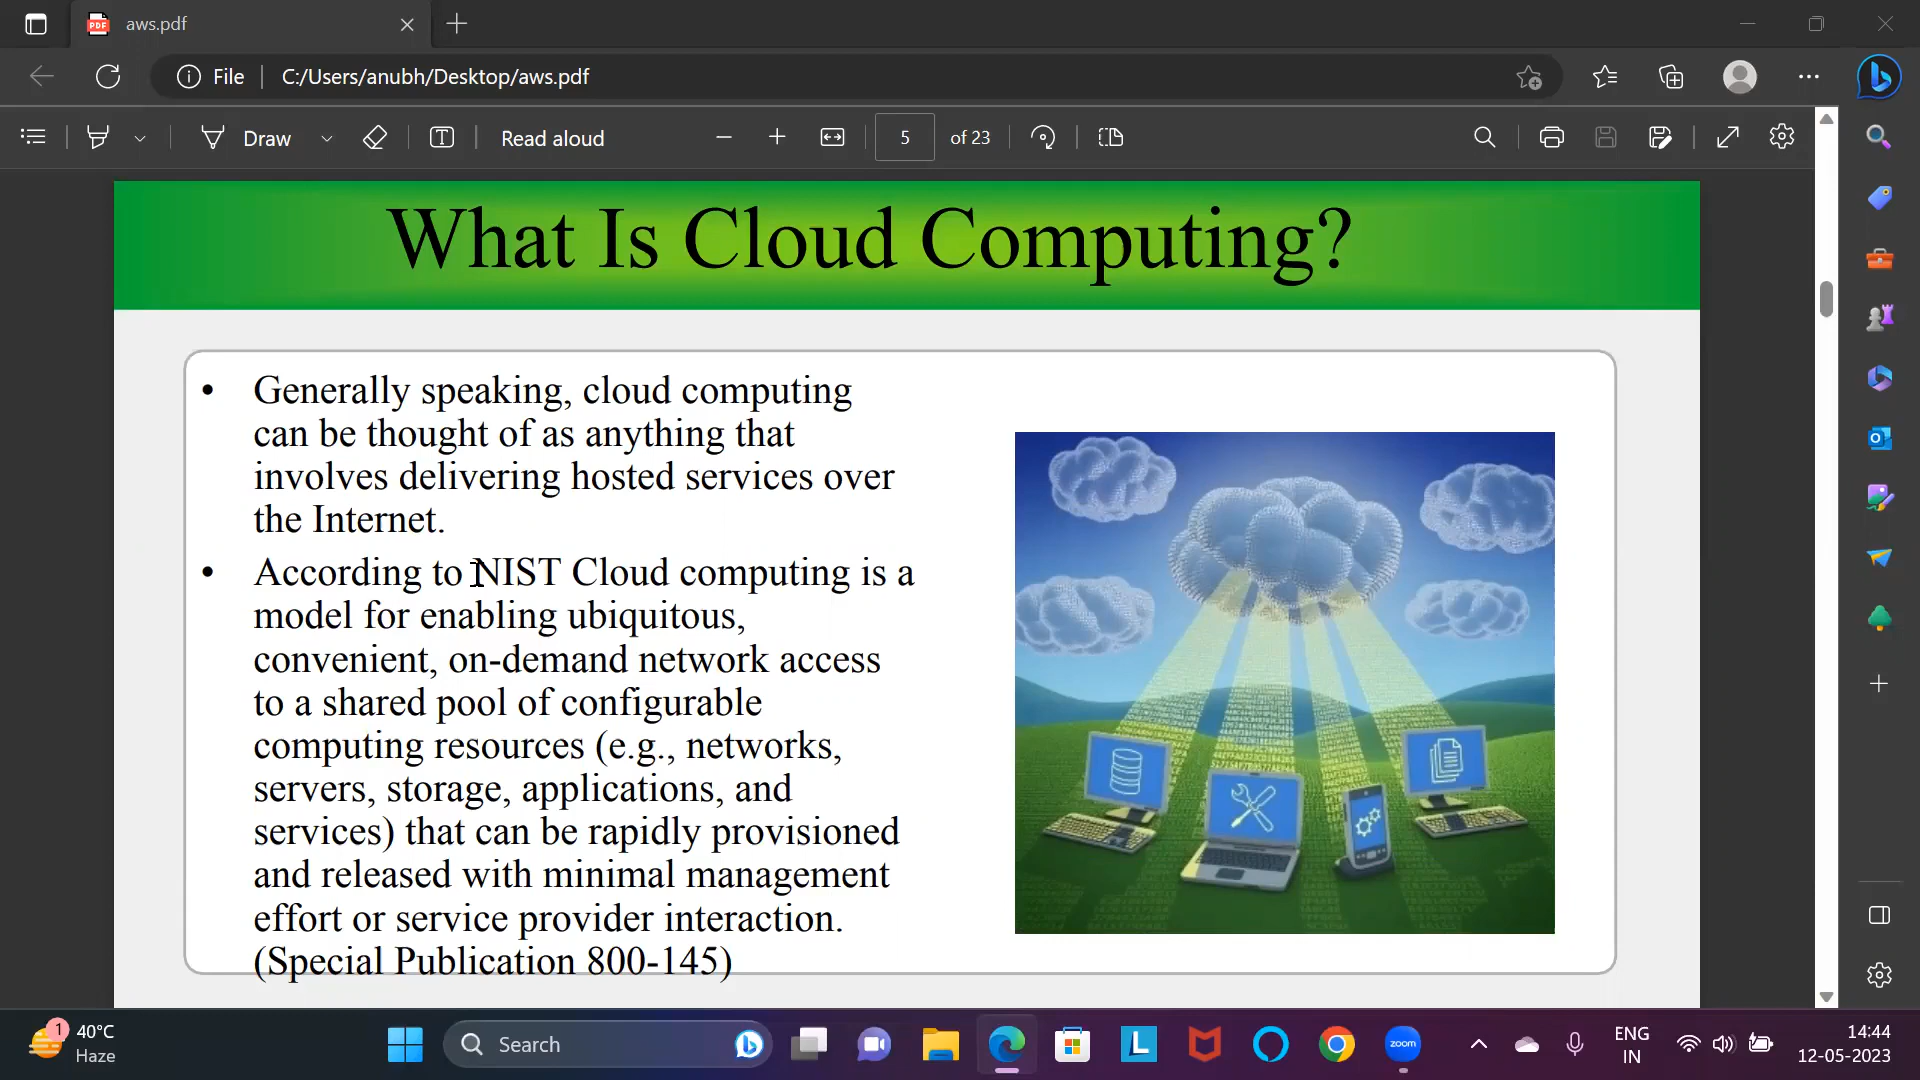 aws.pdf
File
C:/Users/anubh/Desktop/aws.pdf
Draw
Read aloud
5
of 23
What Is Cloud Computing?
• Generally speaking, cloud computing
can be thought of as anything that
involves delivering hosted services over
the Internet.
• According to NIST Cloud computing is a
model for enabling ubiquitous,
convenient, on-demand network access
to a shared pool of configurable
computing resources (e.g., networks,
servers, storage, applications, and
services) that can be rapidly provisioned
and released with minimal management
effort or service provider interaction.
(Special Publication 800-145)
1
40°C
Haze
Search
zoom
ENG
IN
14:44
12-05-2023